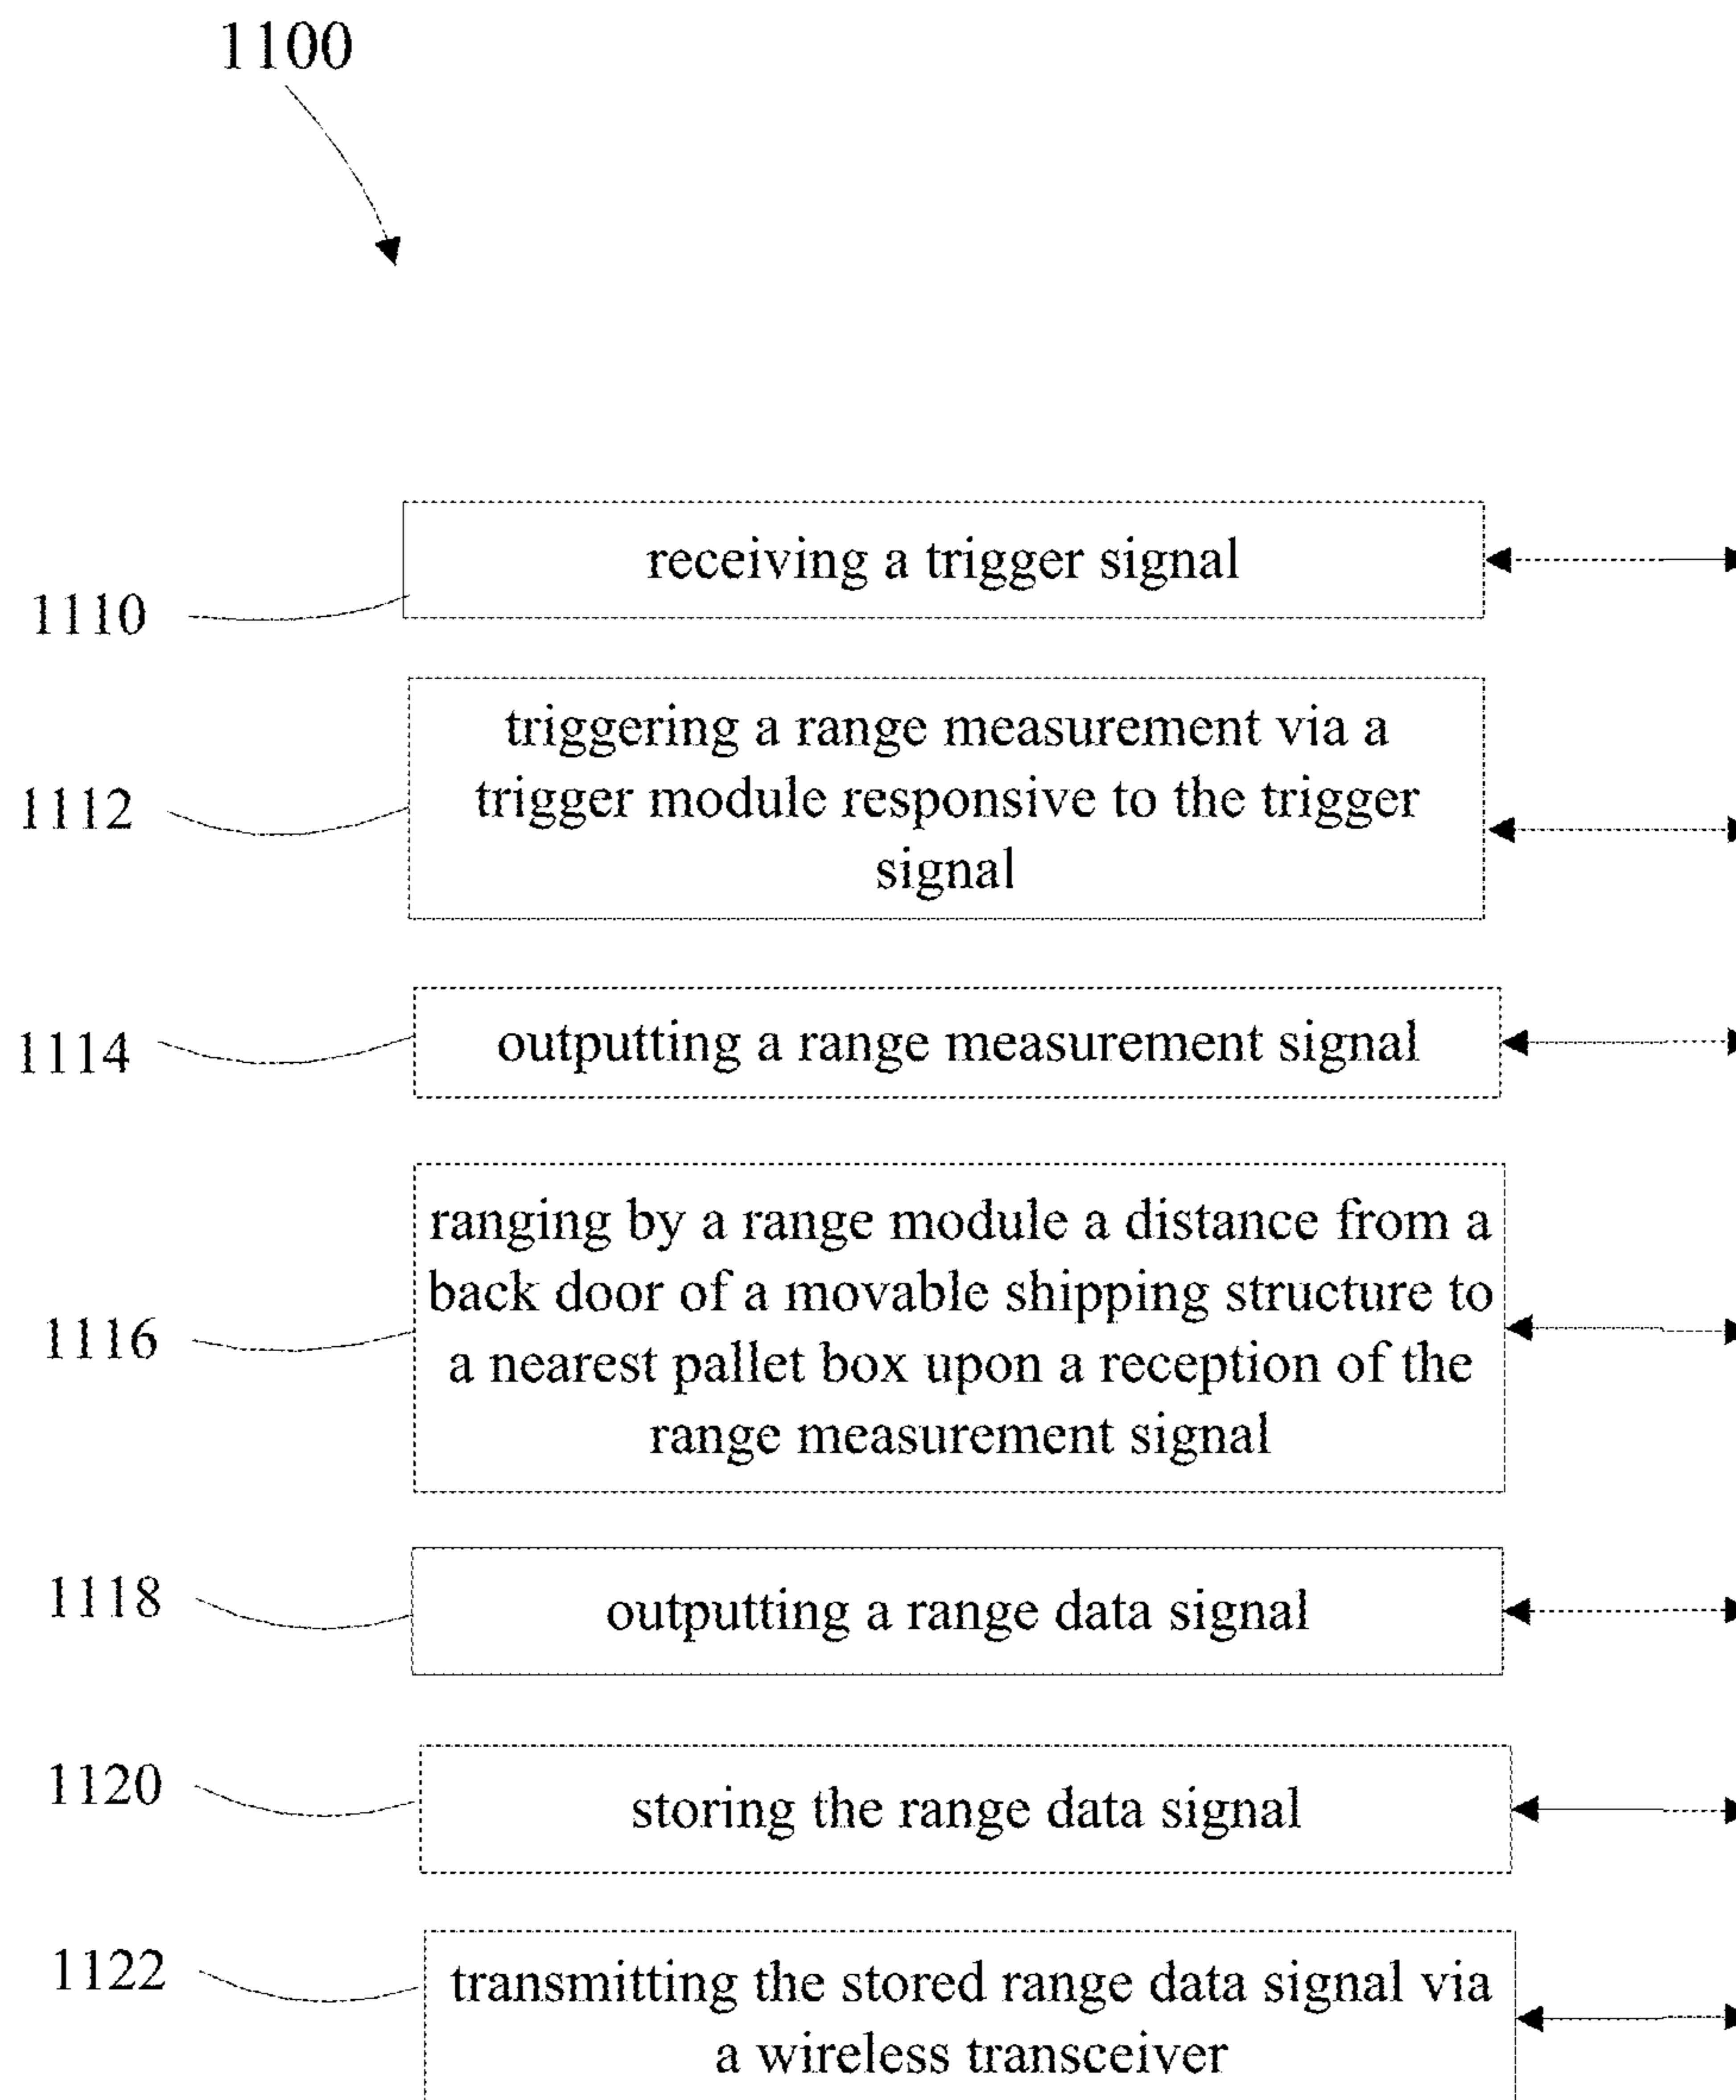 1100
receiving a trigger signal
1110
triggering a range measurement via a
trigger module responsive to the trigger
signal
1112
outputting a range measurement signal
1114
ranging by a range module a distance from a
back door of a movable shipping structure to
a nearest pallet box upon a reception of the
range measurement signal
1116
outputting a range data signal
1118
storing the range data signal
1120
transmitting the stored range data signal via
a wireless transceiver
1122